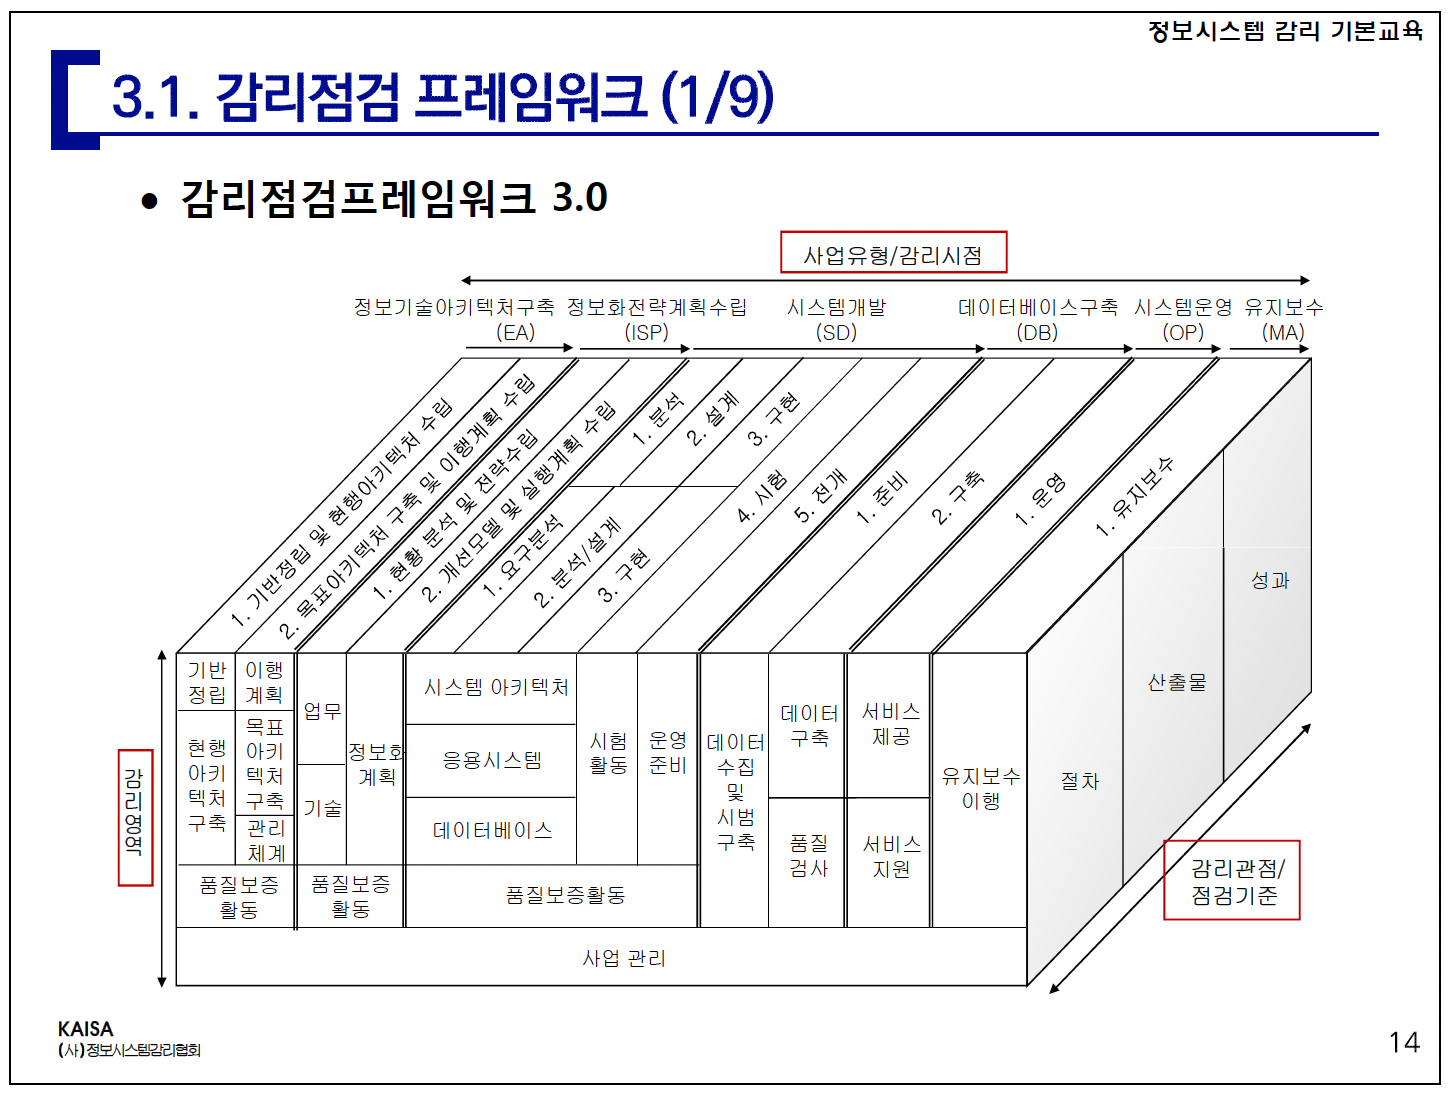 정보시스템 감리 기본교육
3.1. 감리점검 프레임워크 (1/9)
● 감리점검프레임워크 3.0
사업유형/감리시점
정보기술아키텍처구축
(EA)
정보화전략계획수립
(ISP)
시스템개발
(SD)
데이터베이스구축
(DB)
시스템운영
(OP)
유지보수
(MA)
1. 기반정립 및 현행아키텍처 수립
2. 목표아키텍처 구축 및 이행계획 수립
1. 현황 분석 및 전략수립
2. 개선모델 및 실행계획 수립
1. 분석
2. 설계
3. 구현
1. 요구분석
2. 분석/설계
3. 구현
4. 시험
5. 전개
1. 준비
2. 구축
1. 운영
1. 유지보수
감
리
영
역
기반
정립
현행
아키
텍처
구축
이행
계획
목표
아키
텍처
구축
관리
체계
품질보증
활동
업무
기술
정보화
계획
품질보증
활동
시스템 아키텍처
응용시스템
데이터베이스
시험
활동
운영
준비
품질보증활동
데이터
수집
및
시범
구축
데이터
구축
품질
검사
서비스
제공
서비스
지원
유지보수
이행
사업 관리
절차
산출물
성과
감리관점/
점검기준
KAISA
(사)정보시스템감리협회
14